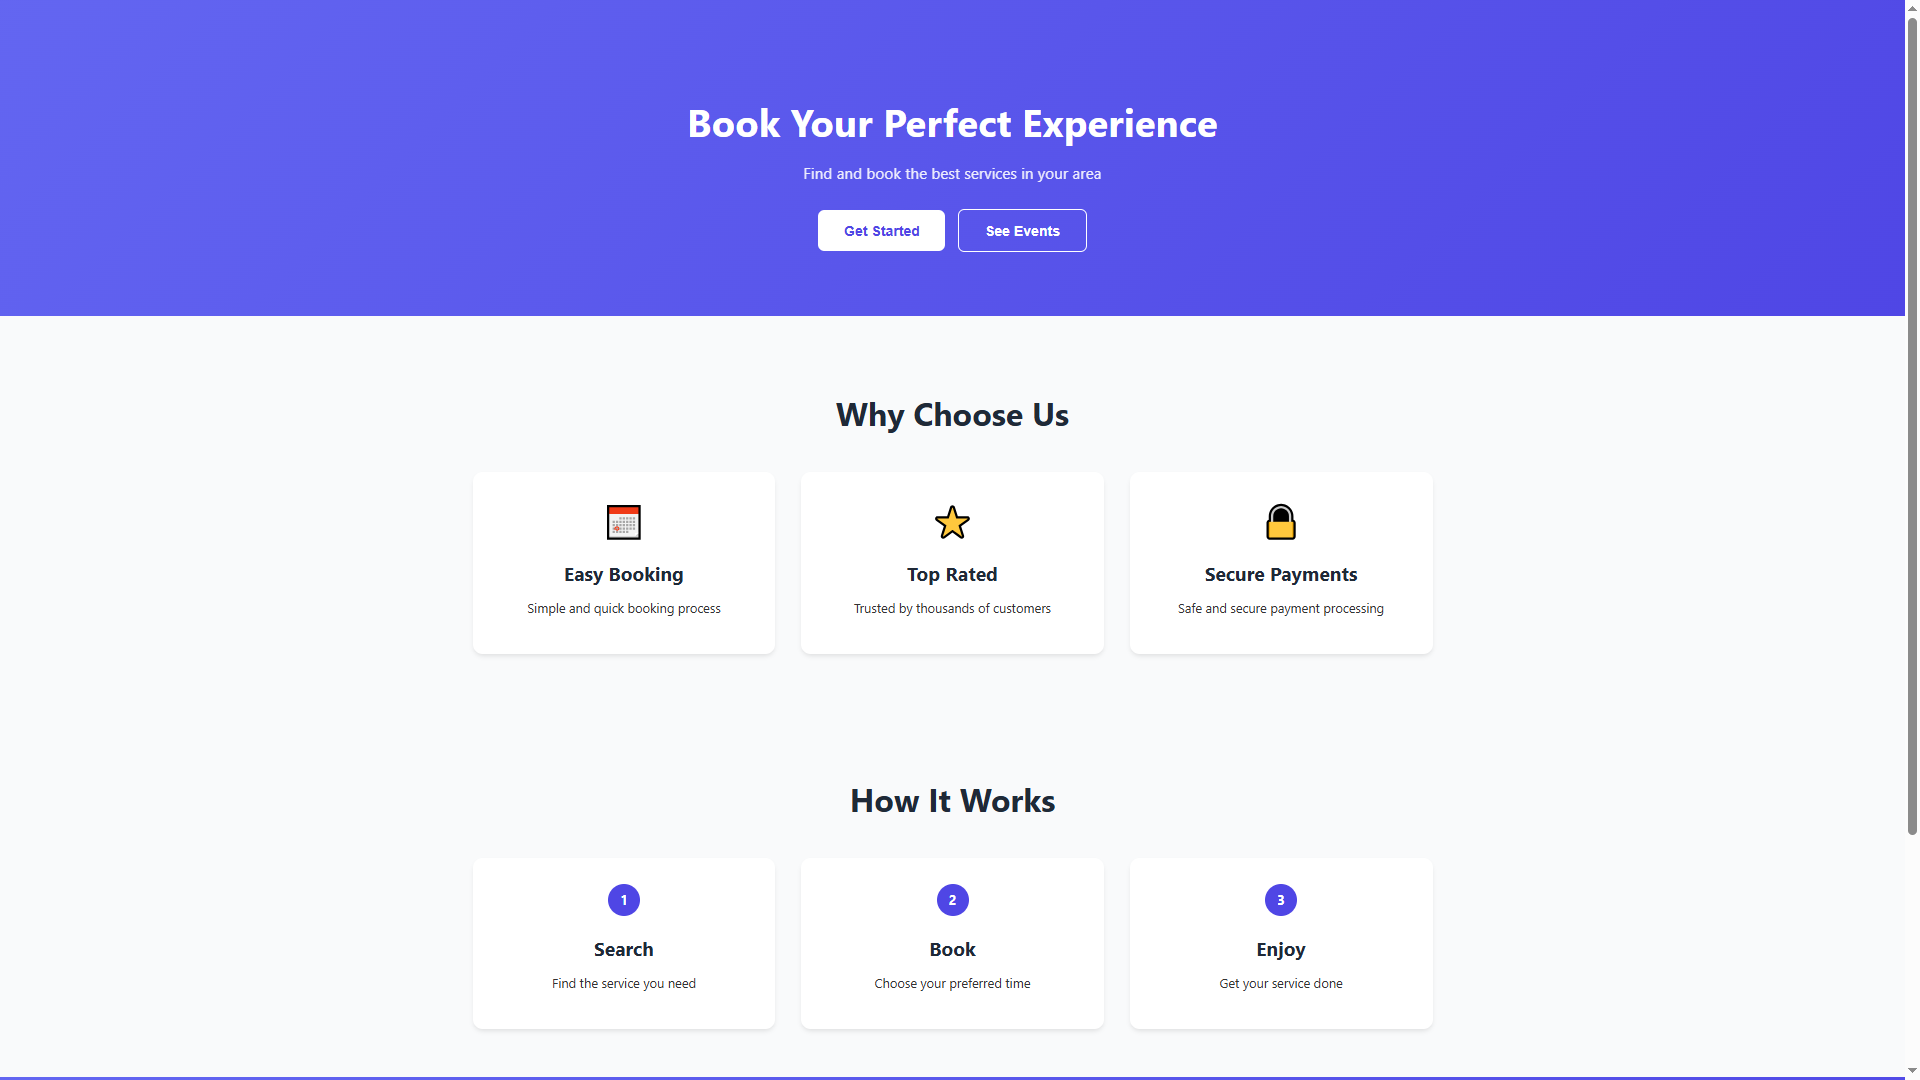 Book Your Perfect Experience
Find and book the best services in your area
Get Started
See Events
Why Choose Us
Easy Booking
Simple and quick booking process
Top Rated
Trusted by thousands of customers
Secure Payments
Safe and secure payment processing
How It Works
1
Search
Find the service you need
2
Book
Choose your preferred time
3
Enjoy
Get your service done